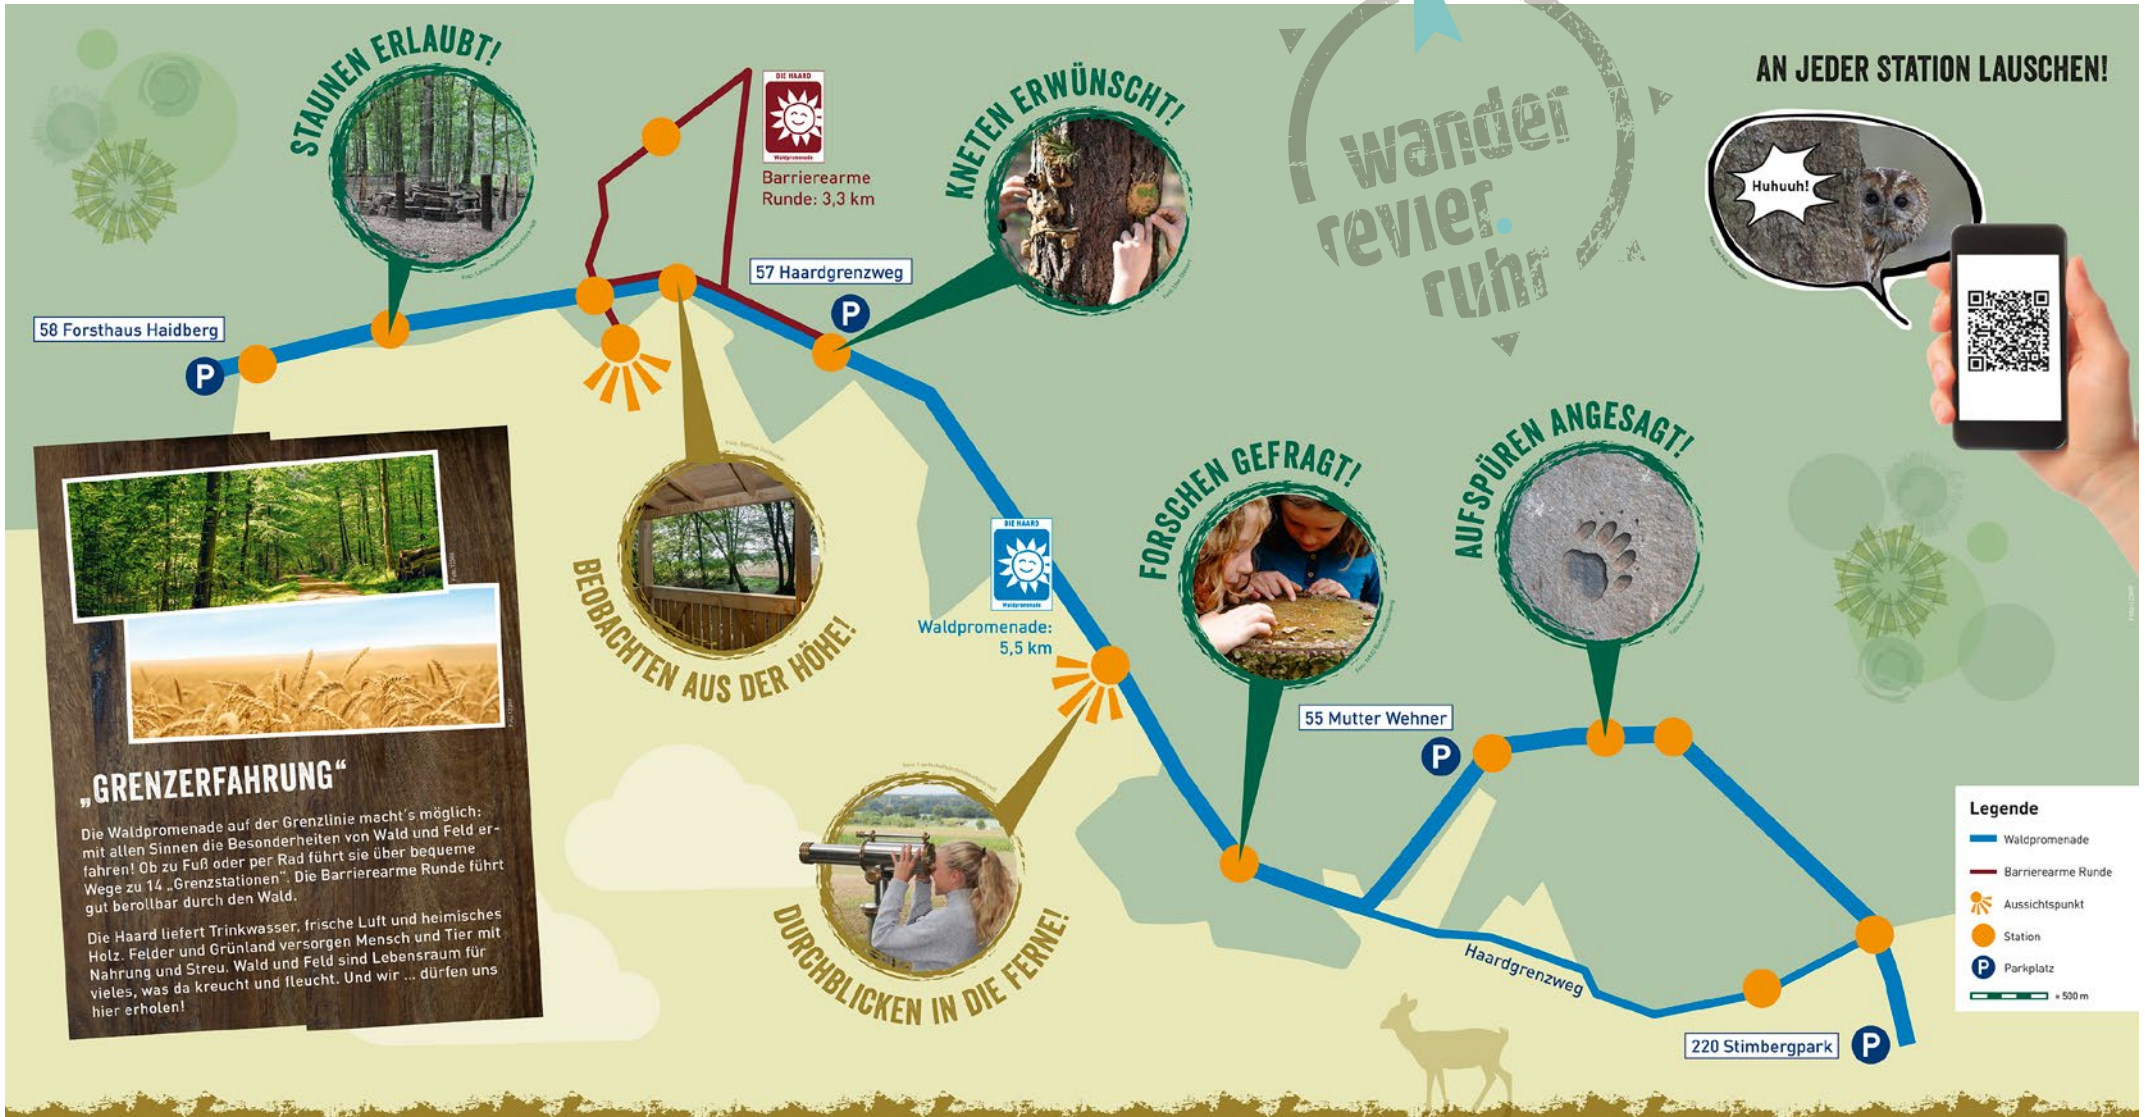 STAUNEN ERLAUBT!
DIE HAARD
Waldpromenade
Barrierearme
Runde: 3,3 km
KNETEN ERWÜNSCHT!
wander
revier.
ruhr
AN JEDER STATION LAUSCHEN!
Huhuuh!
57 Haardgrenzweg
P
58 Forsthaus Haidberg
P
BEOBACHTEN AUS DER HÖHE!
DIE HAARD
Waldpromenade
Waldpromenade:
5,5 km
FORSCHEN GEFRAGT!
AUFSPÜREN ANGESAGT!
55 Mutter Wehner
P
DURCHBLICKEN IN DIE FERNE!
Haardgrenzweg
220 Stimbergpark
P
„GRENZERFAHRUNG“
Die Waldpromenade auf der Grenzlinie macht´s möglich:
mit allen Sinnen die Besonderheiten von Wald und Feld er-
fahren! Ob zu Fuß oder per Rad führt sie über bequeme
Wege zu 14 „Grenzstationen“. Die Barrierearme Runde führt
gut berollbar durch den Wald.
Die Haard liefert Trinkwasser, frische Luft und heimisches
Holz. Felder und Grünland versorgen Mensch und Tier mit
Nahrung und Streu. Wald und Feld sind Lebensraum für
vieles, was da kreucht und fleucht. Und wir ... dürfen uns
hier erholen!
Legende
Waldpromenade
Barrierearme Runde
Aussichtspunkt
Station
P Parkplatz
= 500 m